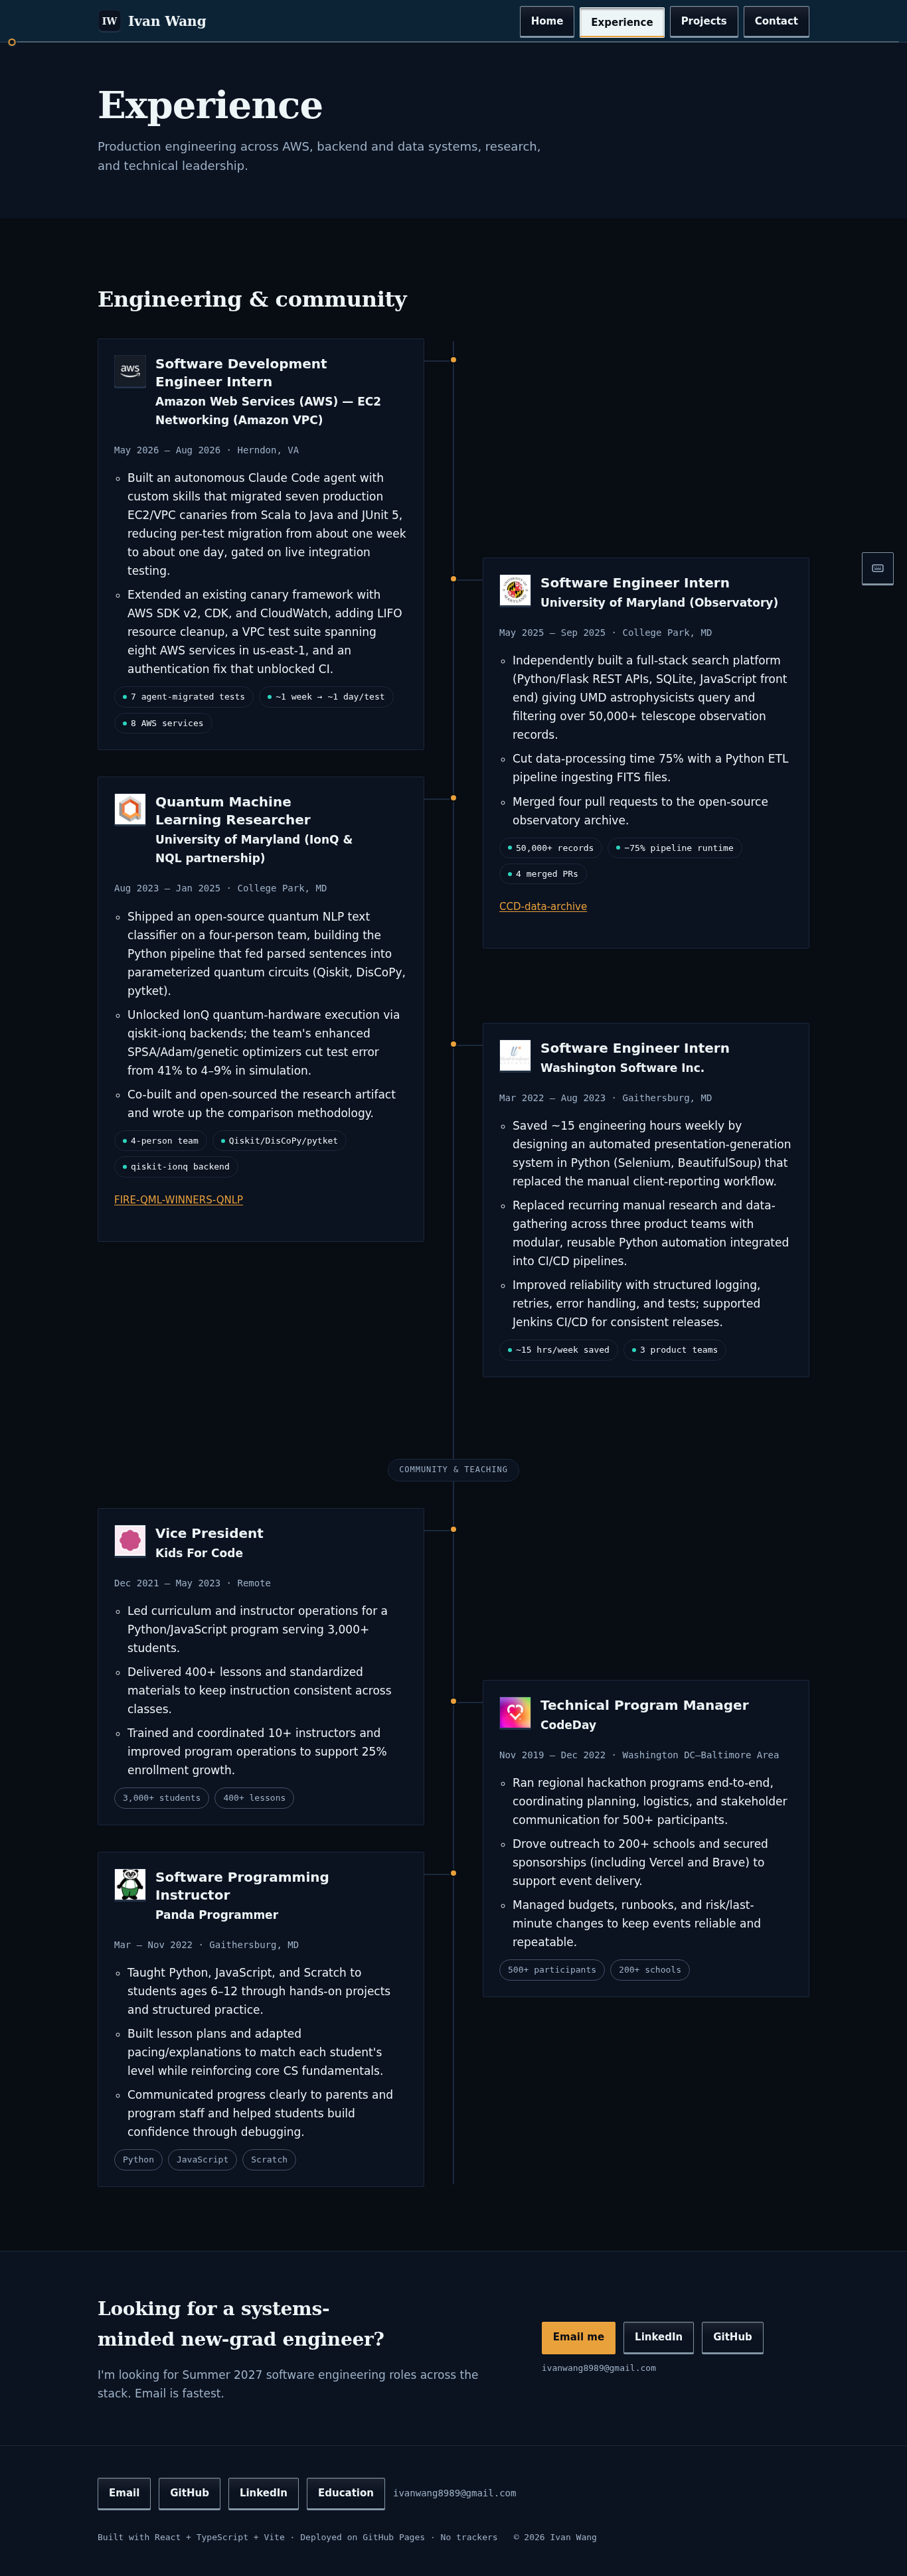 IW Ivan Wang
Home
Experience
Projects
Contact
Experience
Production engineering across AWS, backend and data systems, research,
and technical leadership.
Engineering & community
aws
Software Development
Engineer Intern
Amazon Web Services (AWS) — EC2
Networking (Amazon VPC)
May 2026 — Aug 2026 · Herndon, VA
Built an autonomous Claude Code agent with
custom skills that migrated seven production
EC2/VPC canaries from Scala to Java and JUnit 5,
reducing per-test migration from about one week
to about one day, gated on live integration
testing.
Extended an existing canary framework with
AWS SDK v2, CDK, and CloudWatch, adding LIFO
resource cleanup, a VPC test suite spanning
eight AWS services in us-east-1, and an
authentication fix that unblocked CI.
7 agent-migrated tests
~1 week → ~1 day/test
8 AWS services
Software Engineer Intern
University of Maryland (Observatory)
May 2025 — Sep 2025 · College Park, MD
Independently built a full-stack search platform
(Python/Flask REST APIs, SQLite, JavaScript front
end) giving UMD astrophysicists query and
filtering over 50,000+ telescope observation
records.
Cut data-processing time 75% with a Python ETL
pipeline ingesting FITS files.
Merged four pull requests to the open-source
observatory archive.
50,000+ records
−75% pipeline runtime
4 merged PRs
CCD-data-archive
Quantum Machine
Learning Researcher
University of Maryland (IonQ &
NQL partnership)
Aug 2023 — Jan 2025 · College Park, MD
Shipped an open-source quantum NLP text
classifier on a four-person team, building the
Python pipeline that fed parsed sentences into
parameterized quantum circuits (Qiskit, DisCoPy,
pytket).
Unlocked IonQ quantum-hardware execution via
qiskit-ionq backends; the team's enhanced
SPSA/Adam/genetic optimizers cut test error
from 41% to 4–9% in simulation.
Co-built and open-sourced the research artifact
and wrote up the comparison methodology.
4-person team
Qiskit/DisCoPy/pytket
qiskit-ionq backend
FIRE-QML-WINNERS-QNLP
Software Engineer Intern
Washington Software Inc.
Mar 2022 — Aug 2023 · Gaithersburg, MD
Saved ~15 engineering hours weekly by
designing an automated presentation-generation
system in Python (Selenium, BeautifulSoup) that
replaced the manual client-reporting workflow.
Replaced recurring manual research and data-
gathering across three product teams with
modular, reusable Python automation integrated
into CI/CD pipelines.
Improved reliability with structured logging,
retries, error handling, and tests; supported
Jenkins CI/CD for consistent releases.
~15 hrs/week saved
3 product teams
COMMUNITY & TEACHING
Vice President
Kids For Code
Dec 2021 — May 2023 · Remote
Led curriculum and instructor operations for a
Python/JavaScript program serving 3,000+
students.
Delivered 400+ lessons and standardized
materials to keep instruction consistent across
classes.
Trained and coordinated 10+ instructors and
improved program operations to support 25%
enrollment growth.
3,000+ students
400+ lessons
Technical Program Manager
CodeDay
Nov 2019 — Dec 2022 · Washington DC–Baltimore Area
Ran regional hackathon programs end-to-end,
coordinating planning, logistics, and stakeholder
communication for 500+ participants.
Drove outreach to 200+ schools and secured
sponsorships (including Vercel and Brave) to
support event delivery.
Managed budgets, runbooks, and risk/last-
minute changes to keep events reliable and
repeatable.
500+ participants
200+ schools
Software Programming
Instructor
Panda Programmer
Mar — Nov 2022 · Gaithersburg, MD
Taught Python, JavaScript, and Scratch to
students ages 6–12 through hands-on projects
and structured practice.
Built lesson plans and adapted
pacing/explanations to match each student's
level while reinforcing core CS fundamentals.
Communicated progress clearly to parents and
program staff and helped students build
confidence through debugging.
Python
JavaScript
Scratch
Looking for a systems-
minded new-grad engineer?
I'm looking for Summer 2027 software engineering roles across the
stack. Email is fastest.
Email me
LinkedIn
GitHub
ivanwang8989@gmail.com
Email
GitHub
LinkedIn
Education
ivanwang8989@gmail.com
Built with React + TypeScript + Vite · Deployed on GitHub Pages · No trackers © 2026 Ivan Wang